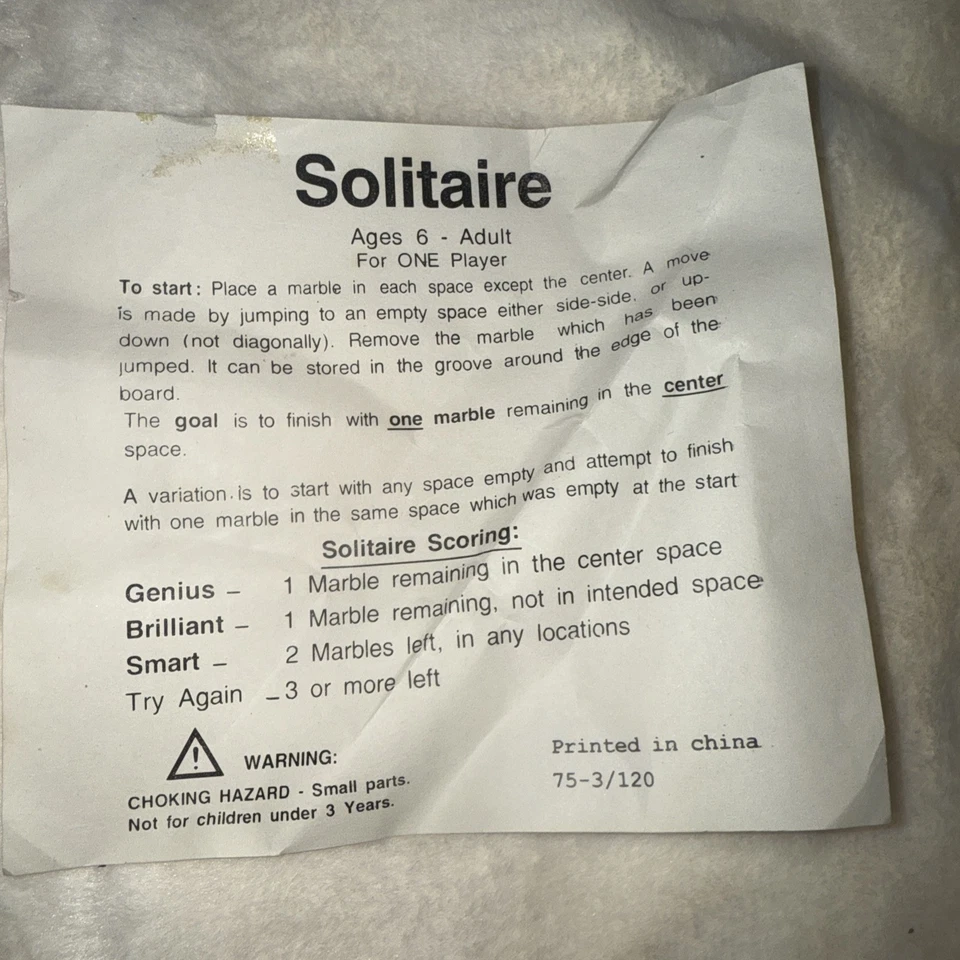 Solitaire
Ages 6 - Adult
For ONE Player
To start: Place a marble in each space except the center. A move
is made by jumping to an empty space either side-side, or up-
down (not diagonally). Remove the marble which has been
jumped. It can be stored in the groove around the edge of the
board.
The goal is to finish with one marble remaining in the center
space.
A variation is to start with any space empty and attempt to finish
with one marble in the same space which was empty at the start
Solitaire Scoring:
Genius – 1 Marble remaining in the center space
Brilliant – 1 Marble remaining, not in intended space
Smart – 2 Marbles left, in any locations
Try Again – 3 or more left
! WARNING:
CHOKING HAZARD - Small parts.
Not for children under 3 Years.
Printed in china
75-3/120